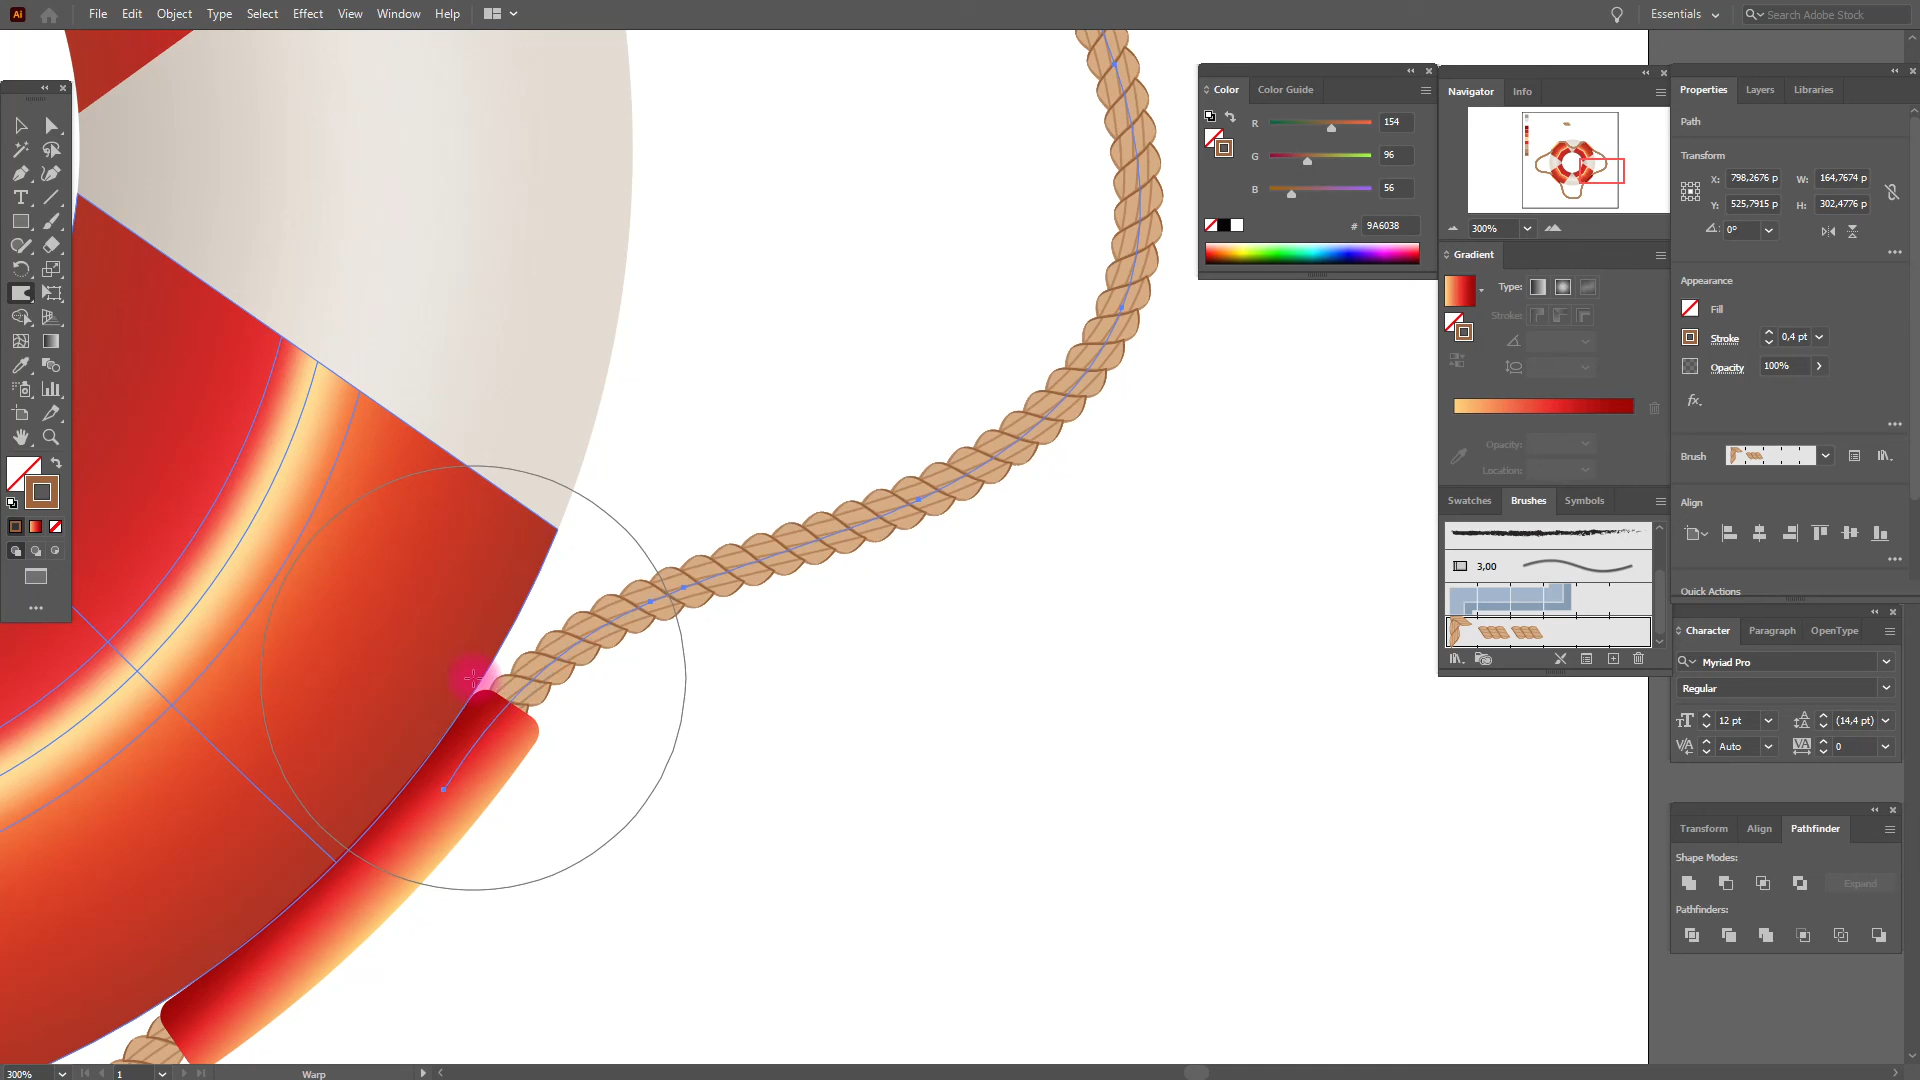 Ai
File
Edit
Object
Type
Select
Effect
View
Window
Help
Essentials
Search Adobe Stock
Color
Color Guide
R
154
G
96
B
56
#
9A6038
Navigator
Info
300%
Gradient
Type:
Stroke:
Opacity:
Location:
Swatches
Brushes
Symbols
3,00
Properties
Layers
Libraries
Path
Transform
X:
798,2676 p
W:
164,7674 p
Y:
525,7915 p
H:
302,4776 p
0°
Appearance
Fill
Stroke
0,4 pt
Opacity
100%
fx.
Brush
Align
Quick Actions
Character
Paragraph
OpenType
Myriad Pro
Regular
12 pt
(14,4 pt)
Auto
0
Transform
Align
Pathfinder
Shape Modes:
Expand
Pathfinders:
300%
1
Warp